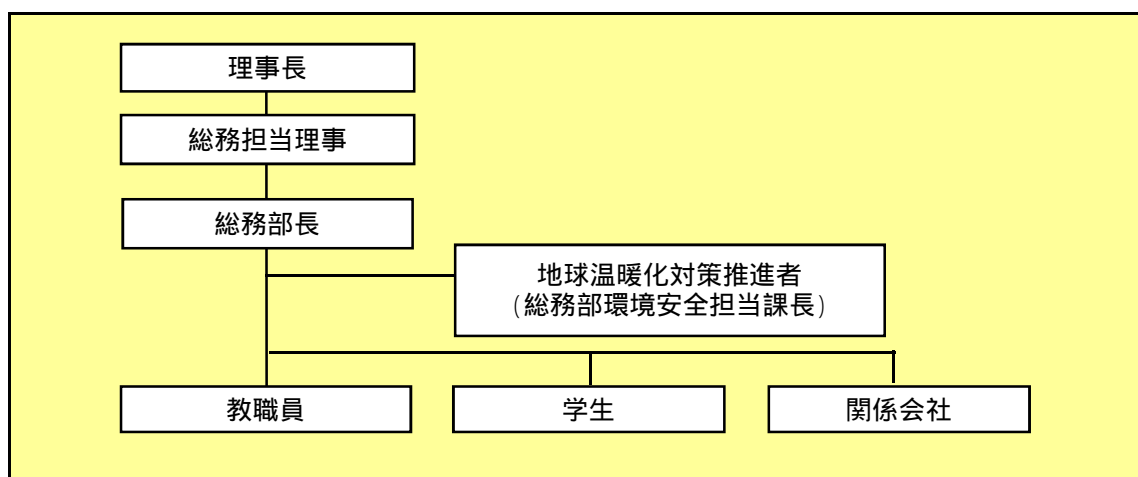 理事長
総務担当理事
総務部長
地球温暖化対策推進者
(総務部環境安全担当課長)
教職員
学生
関係会社